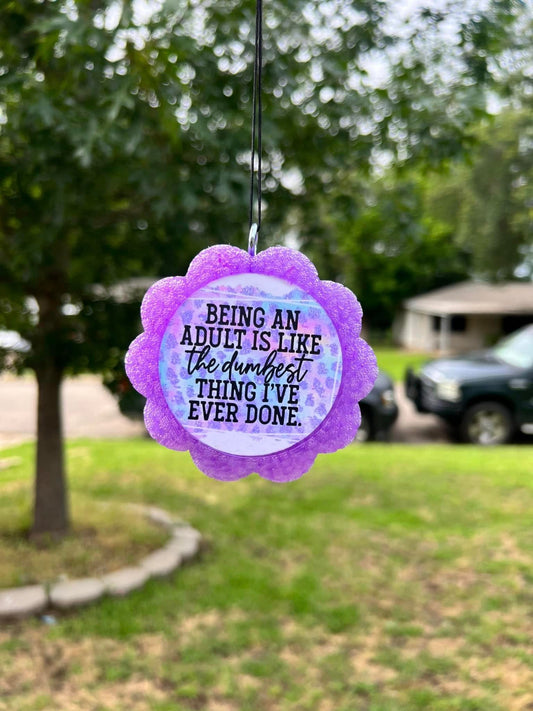 BEING AN
ADULT IS LIKE
the dumbest
THING I'VE
EVER DONE.